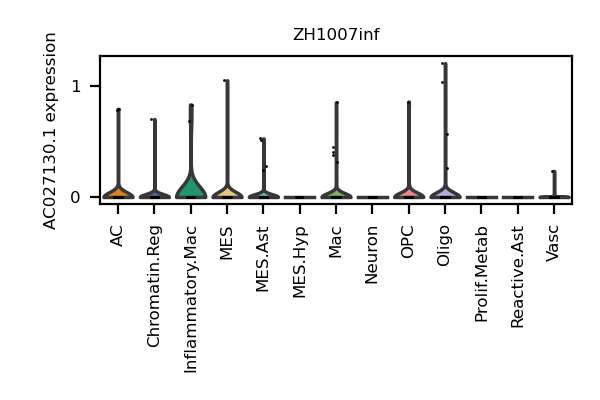 ZH1007inf
AC027130.1 expression
1
0
AC
Chromatin.Reg
Inflammatory.Mac
MES
MES.Ast
MES.Hyp
Mac
Neuron
OPC
Oligo
Prolif.Metab
Reactive.Ast
Vasc